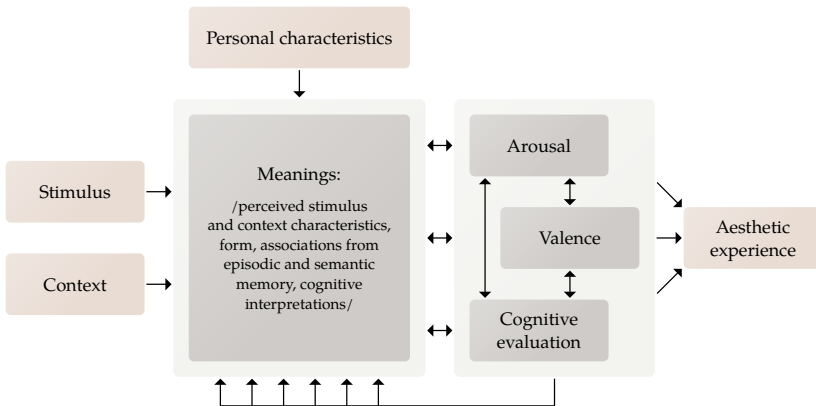 Personal characteristics
Stimulus
Context
Meanings:
/perceived stimulus
and context characteristics,
form, associations from
episodic and semantic
memory, cognitive
interpretations/
Arousal
Valence
Cognitive
evaluation
Aesthetic
experience